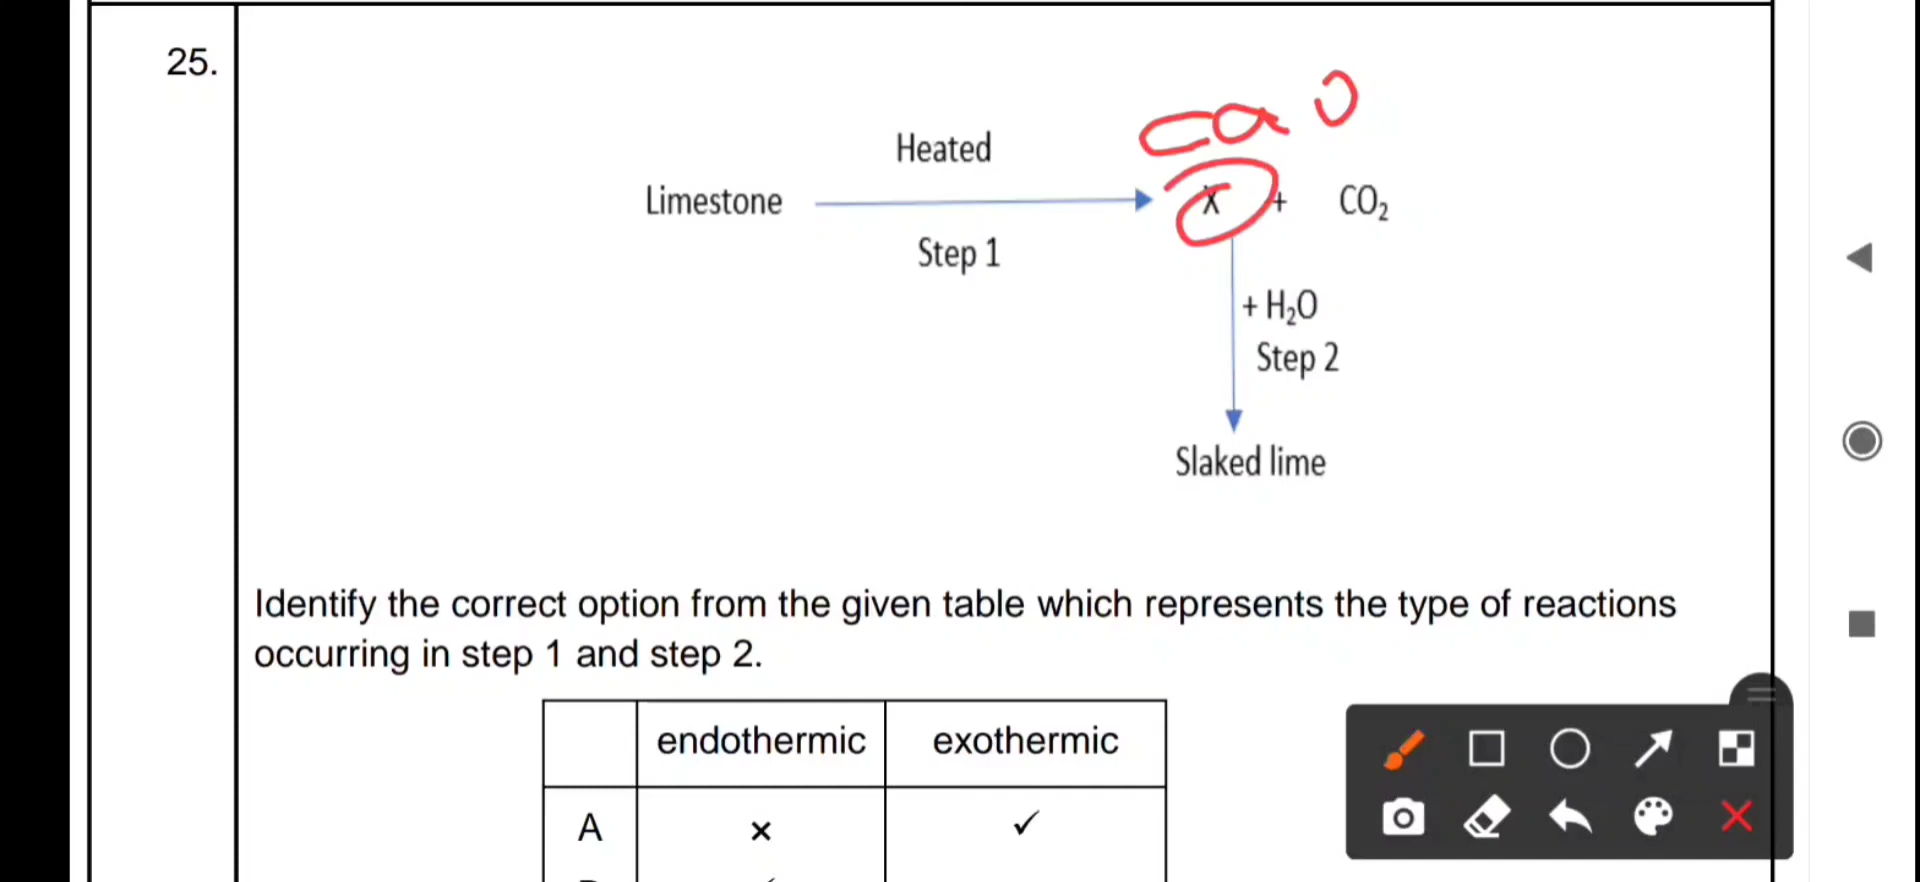 25.
Ca O
Heated
Limestone X + CO₂
Step 1
+ H₂O
Step 2
Slaked lime
Identify the correct option from the given table which represents the type of reactions
occurring in step 1 and step 2.
endothermic exothermic
A × ✓